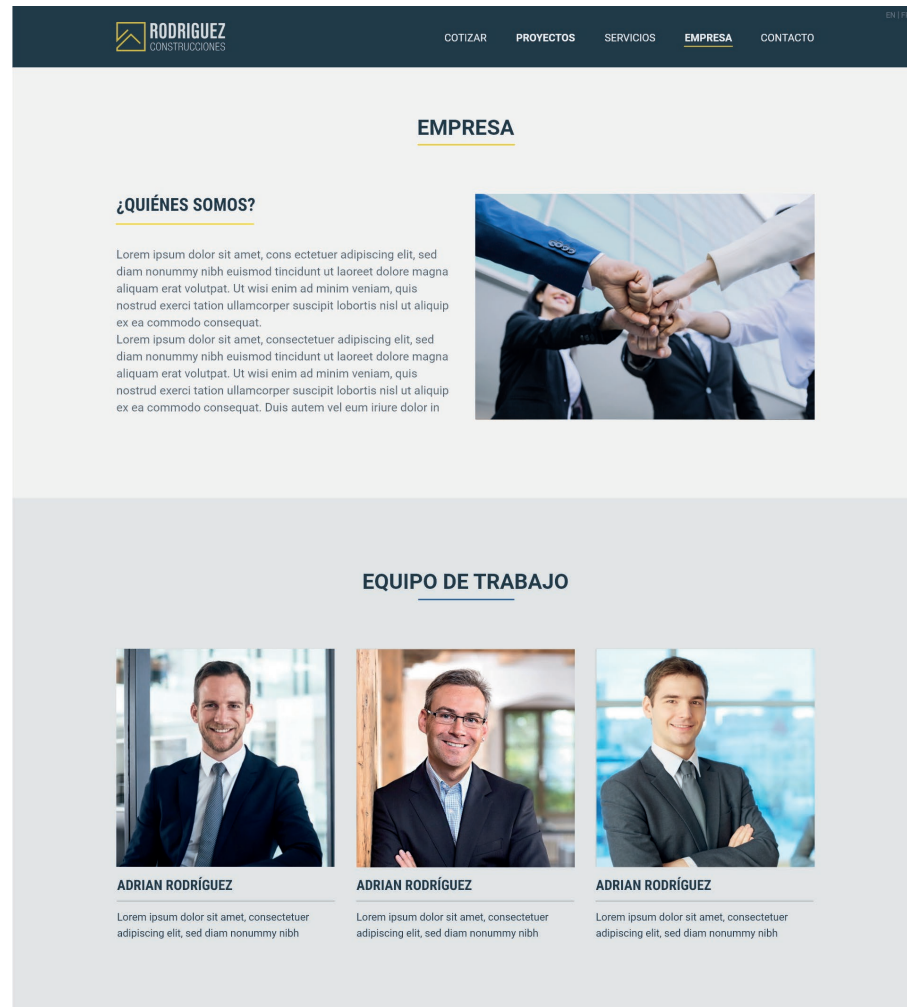 EN | F
RODRIGUEZ
CONSTRUCCIONES
COTIZAR PROYECTOS SERVICIOS EMPRESA CONTACTO
EMPRESA
¿QUIÉNES SOMOS?
Lorem ipsum dolor sit amet, cons ectetuer adipiscing elit, sed
diam nonummy nibh euismod tincidunt ut laoreet dolore magna
aliquam erat volutpat. Ut wisi enim ad minim veniam, quis
nostrud exerci tation ullamcorper suscipit lobortis nisl ut aliquip
ex ea commodo consequat.
Lorem ipsum dolor sit amet, consectetuer adipiscing elit, sed
diam nonummy nibh euismod tincidunt ut laoreet dolore magna
aliquam erat volutpat. Ut wisi enim ad minim veniam, quis
nostrud exerci tation ullamcorper suscipit lobortis nisl ut aliquip
ex ea commodo consequat. Duis autem vel eum iriure dolor in
EQUIPO DE TRABAJO
ADRIAN RODRÍGUEZ
Lorem ipsum dolor sit amet, consectetuer
adipiscing elit, sed diam nonummy nibh
ADRIAN RODRÍGUEZ
Lorem ipsum dolor sit amet, consectetuer
adipiscing elit, sed diam nonummy nibh
ADRIAN RODRÍGUEZ
Lorem ipsum dolor sit amet, consectetuer
adipiscing elit, sed diam nonummy nibh